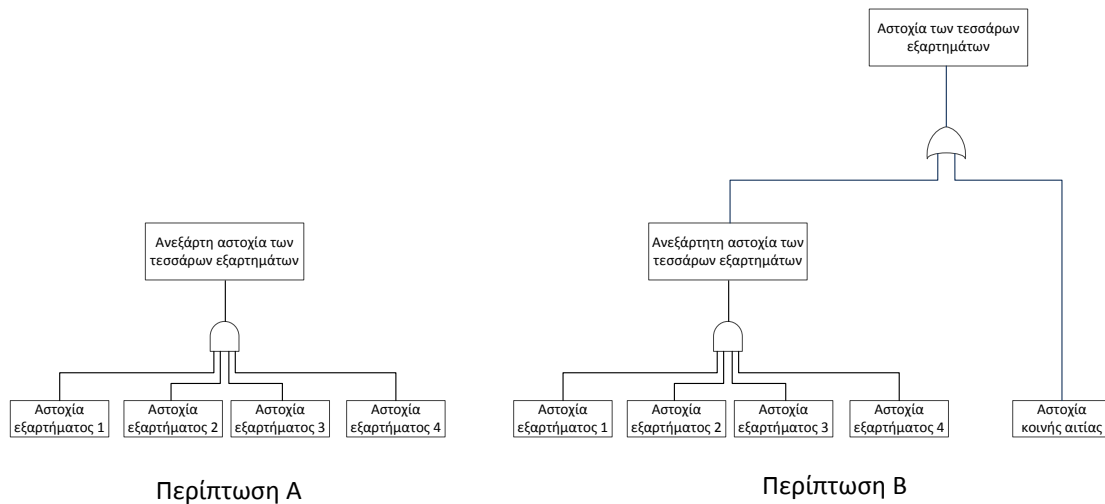 Αστοχία των τεσσάρων
εξαρτημάτων
Ανεξάρτη αστοχία των
τεσσάρων εξαρτημάτων
Ανεξάρτητη αστοχία των
τεσσάρων εξαρτημάτων
Αστοχία
εξαρτήματος 1
Αστοχία
εξαρτήματος 2
Αστοχία
εξαρτήματος 3
Αστοχία
εξαρτήματος 4
Αστοχία
εξαρτήματος 1
Αστοχία
εξαρτήματος 2
Αστοχία
εξαρτήματος 3
Αστοχία
εξαρτήματος 4
Αστοχία
κοινής αιτίας
Περίπτωση Α
Περίπτωση Β